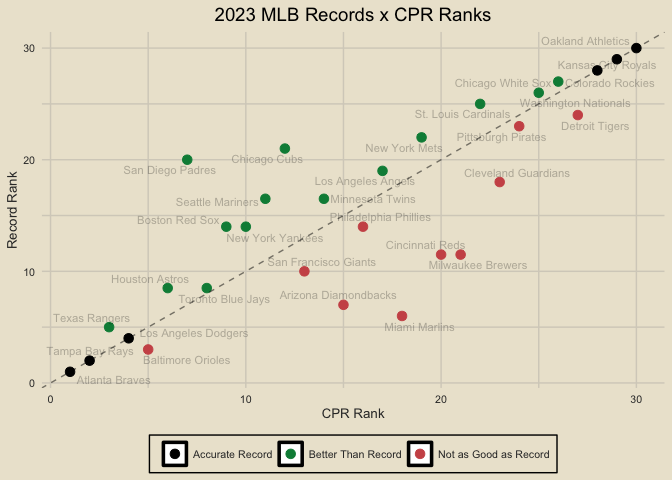 2023 MLB Records x CPR Ranks
30
Oakland Athletics
Kansas City Royals
Chicago White Sox
Colorado Rockies
Washington Nationals
St. Louis Cardinals
Detroit Tigers
Pittsburgh Pirates
New York Mets
20
Chicago Cubs
San Diego Padres
Cleveland Guardians
Los Angeles Angels
Seattle Mariners
Minnesota Twins
Boston Red Sox
Philadelphia Phillies
New York Yankees
Cincinnati Reds
Milwaukee Brewers
San Francisco Giants
10
Houston Astros
Toronto Blue Jays
Arizona Diamondbacks
Texas Rangers
Miami Marlins
Los Angeles Dodgers
Tampa Bay Rays
Baltimore Orioles
Atlanta Braves
0
Record Rank
0 10 20 30
CPR Rank
Accurate Record Better Than Record Not as Good as Record